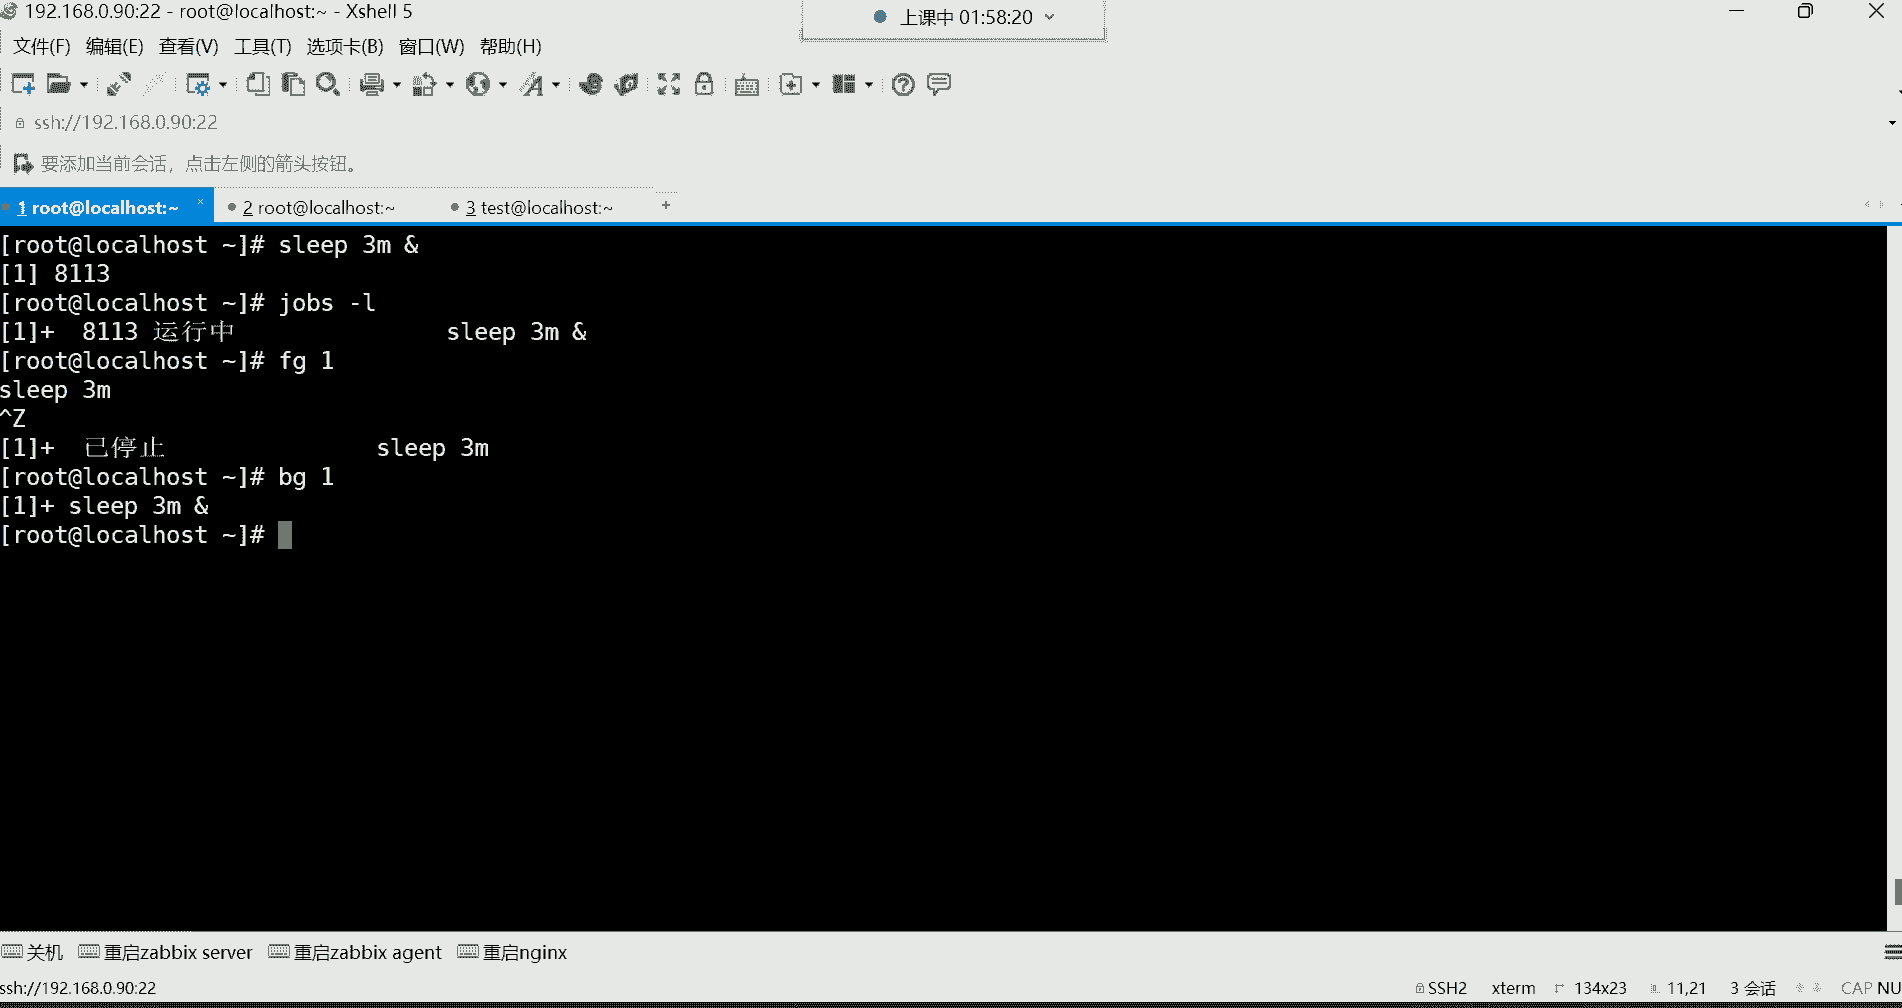 192.168.0.90:22 - root@localhost:~ - Xshell 5
上课中 01:58:20
文件(F) 编辑(E) 查看(V) 工具(T) 选项卡(B) 窗口(W) 帮助(H)
ssh://192.168.0.90:22
要添加当前会话，点击左侧的箭头按钮。
1 root@localhost:~ × 2 root@localhost:~ 3 test@localhost:~ +
[root@localhost ~]# sleep 3m &
[1] 8113
[root@localhost ~]# jobs -l
[1]+  8113 运行中               sleep 3m &
[root@localhost ~]# fg 1
sleep 3m
^Z
[1]+  已停止               sleep 3m
[root@localhost ~]# bg 1
[1]+ sleep 3m &
[root@localhost ~]#
关机 重启zabbix server 重启zabbix agent 重启nginx
ssh://192.168.0.90:22 SSH2 xterm 134x23 11,21 3 会话 CAP NU